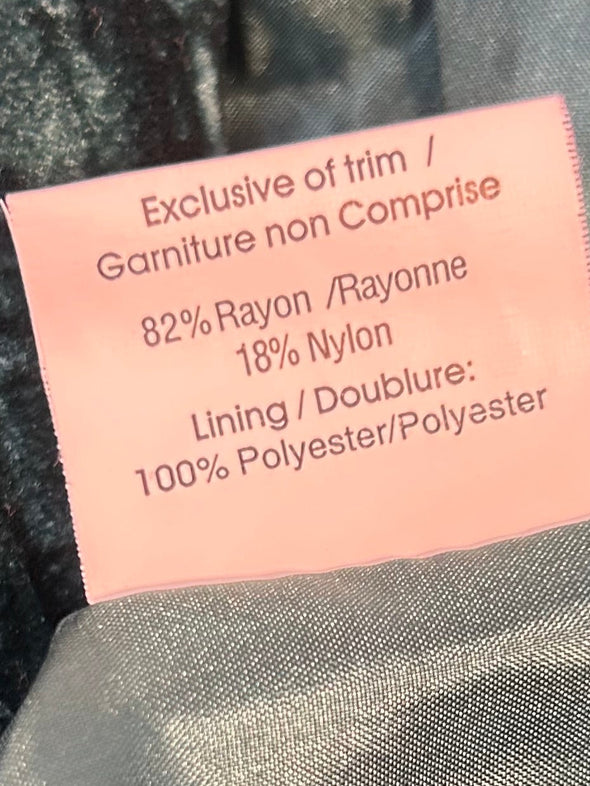 Exclusive of trim /
Garniture non Comprise
82% Rayon /Rayonne
18% Nylon
Lining / Doublure:
100% Polyester/Polyester